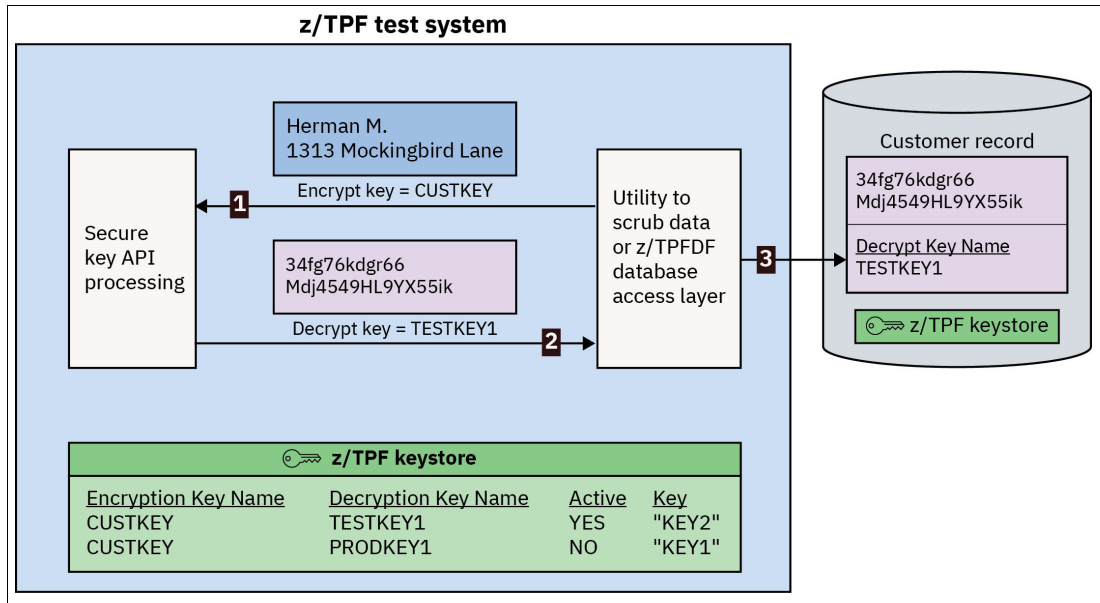 z/TPF test system
Herman M.
1313 Mockingbird Lane
Encrypt key = CUSTKEY
1
Secure
key API
processing
34fg76kdgr66
Mdj4549HL9YX55ik
Decrypt key = TESTKEY1
2
Utility to
scrub data
or z/TPFDF
database
access layer
3
Customer record
34fg76kdgr66
Mdj4549HL9YX55ik
Decrypt Key Name
TESTKEY1
z/TPF keystore
z/TPF keystore
Encryption Key Name Decryption Key Name Active Key
CUSTKEY TESTKEY1 YES "KEY2"
CUSTKEY PRODKEY1 NO "KEY1"